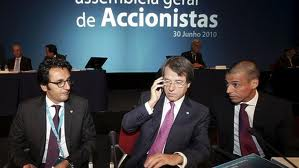 assembleia geral
de Accionistas
30 Junho 2010